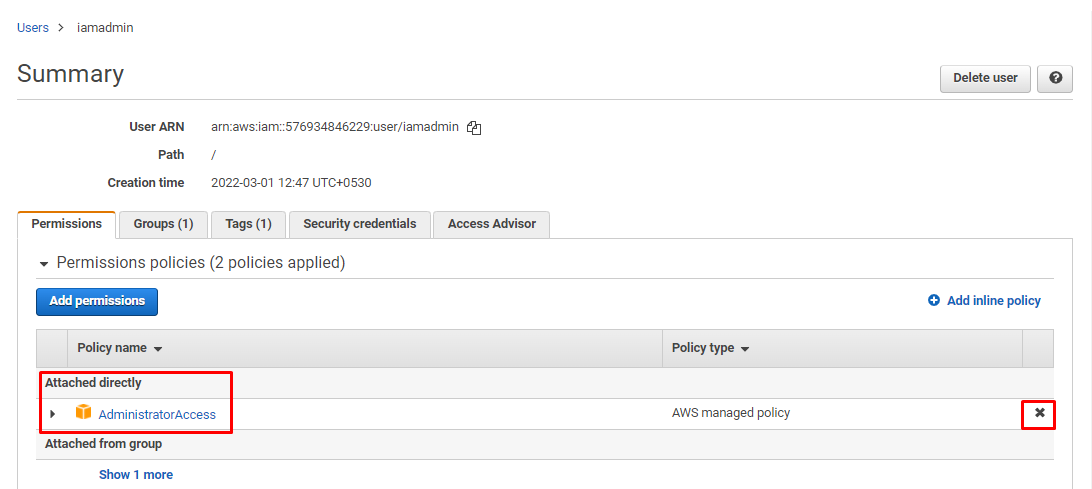 Users > iamadmin
Summary
Delete user
User ARN arn:aws:iam::576934846229:user/iamadmin
Path /
Creation time 2022-03-01 12:47 UTC+0530
Permissions Groups (1) Tags (1) Security credentials Access Advisor
Permissions policies (2 policies applied)
Add permissions Add inline policy
Policy name Policy type
Attached directly
AdministratorAccess AWS managed policy
Attached from group
Show 1 more